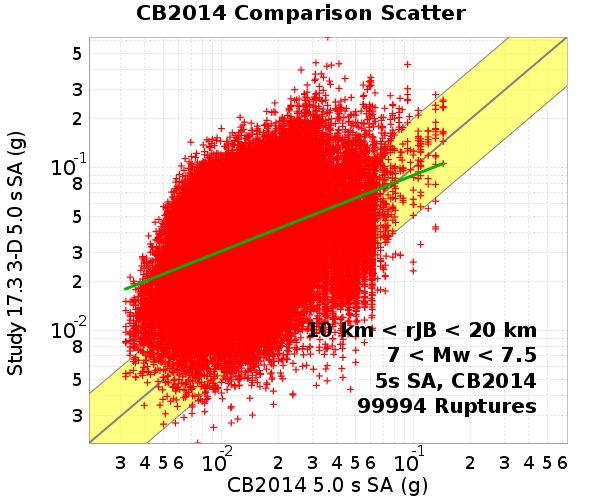 CB2014 Comparison Scatter
Study 17.3 3-D 5.0 s SA (g)
5
3
2
10-1
8
5
3
2
10-2
8
5
3
10 km < rJB < 20 km
7 < Mw < 7.5
5s SA, CB2014
99994 Ruptures
3 4 5 6 10-2 2 3 4 5 6 10-1 2 3 4 5 6
CB2014 5.0 s SA (g)